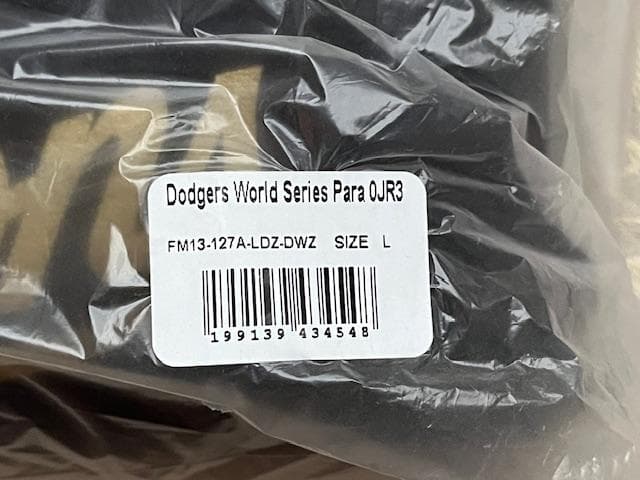 Dodgers World Series Para 0JR3
FM13-127A-LDZ-DWZ SIZE L
199139 434548